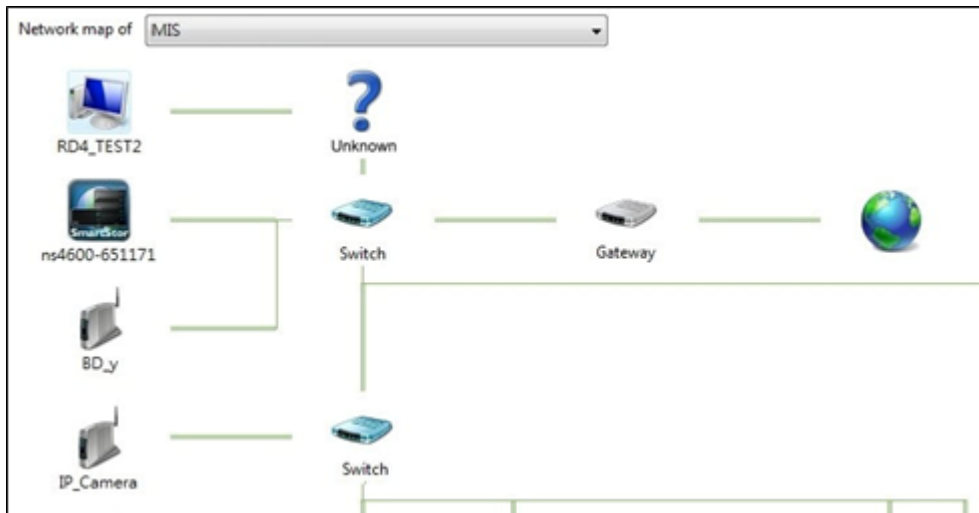 Network map of MIS
RD4_TEST2
Unknown
SmartStor
ns4600-651171
Switch
Gateway
BD_y
IP_Camera
Switch